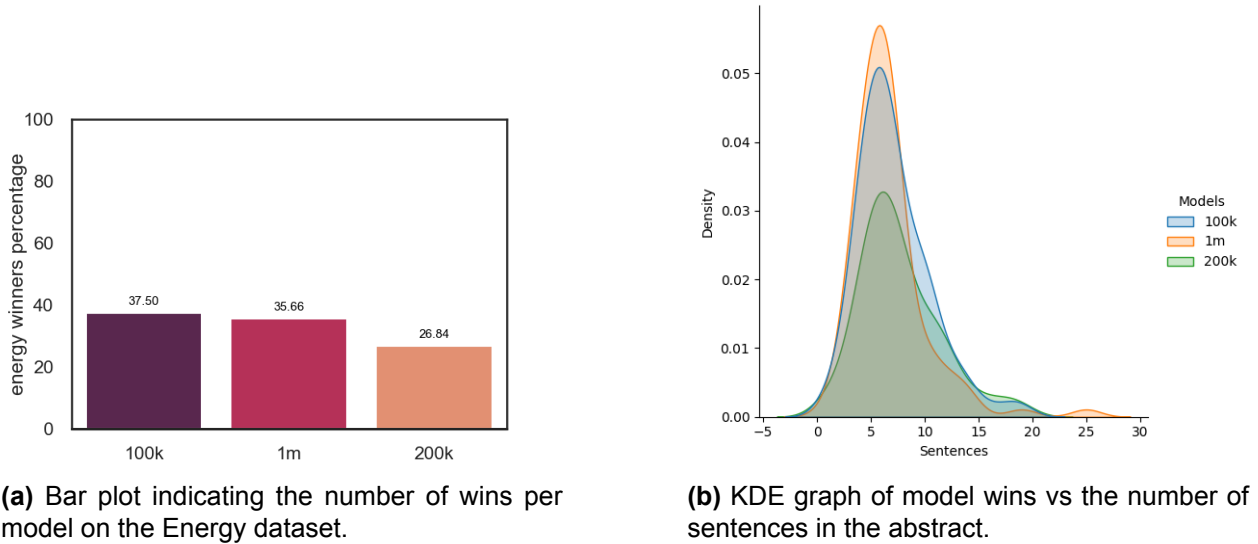 100
80
60
40
20
0
energy winners percentage
37.50
35.66
26.84
100k
1m
200k
(a) Bar plot indicating the number of wins per
model on the Energy dataset.
0.05
0.04
0.03
0.02
0.01
0.00
Density
−5
0
5
10
15
20
25
30
Sentences
Models
100k
1m
200k
(b) KDE graph of model wins vs the number of
sentences in the abstract.